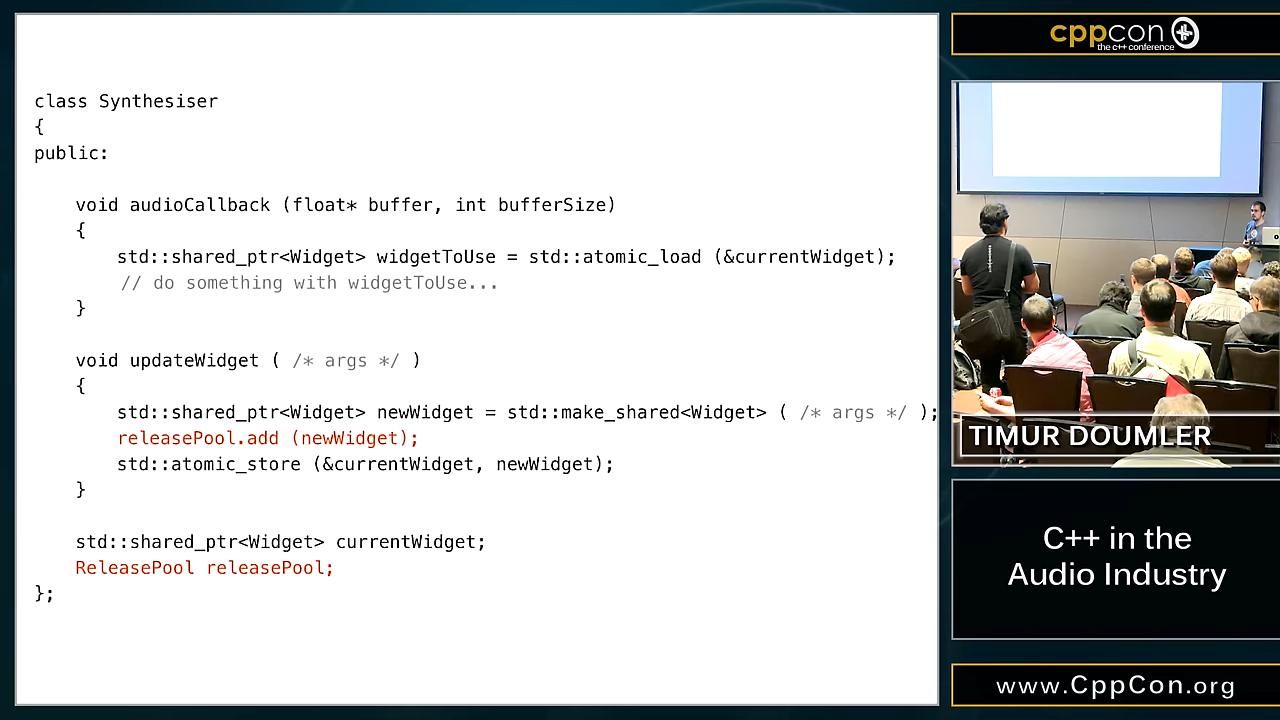 class Synthesiser
{
public:
void audioCallback (float* buffer, int bufferSize)
{
std::shared_ptr<Widget> widgetToUse = std::atomic_load (&currentWidget);
// do something with widgetToUse...
}
void updateWidget ( /* args */ )
{
std::shared_ptr<Widget> newWidget = std::make_shared<Widget> ( /* args */ );
releasePool.add (newWidget);
std::atomic_store (&currentWidget, newWidget);
}
std::shared_ptr<Widget> currentWidget;
ReleasePool releasePool;
};
cppcon
the c++ conference
TIMUR DOUMLER
C++ in the
Audio Industry
www.CppCon.org